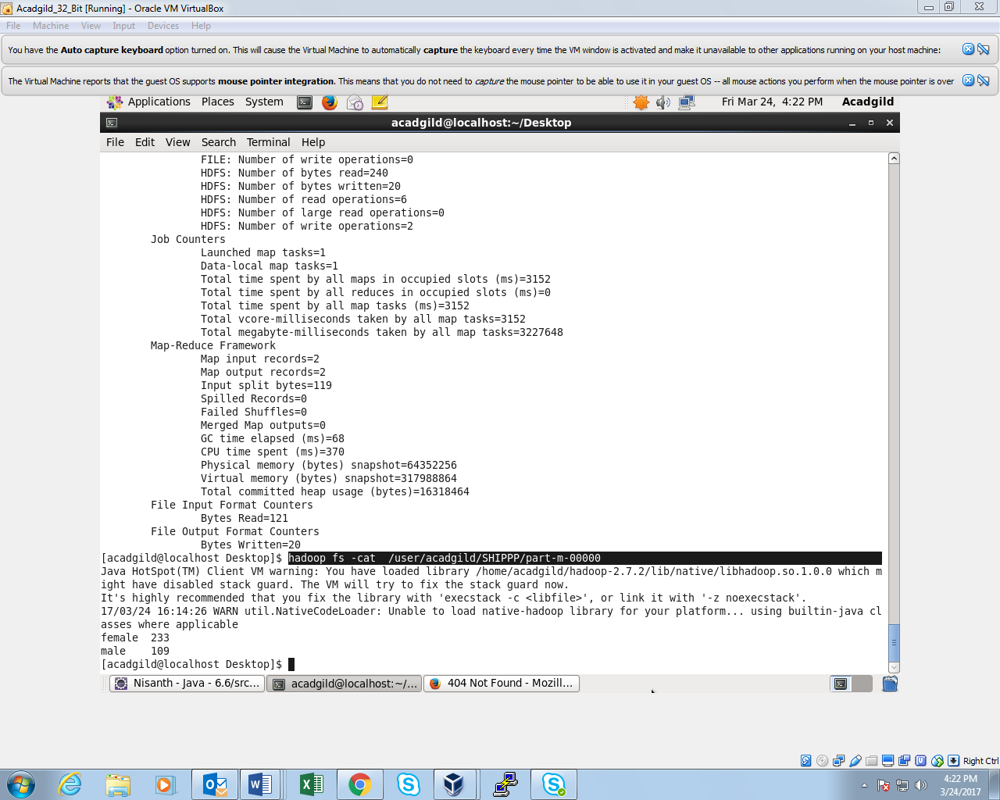 Acadgild_32_Bit [Running] - Oracle VM VirtualBox
File Machine View Input Devices Help
You have the Auto capture keyboard option turned on. This will cause the Virtual Machine to automatically capture the keyboard every time the VM window is activated and make it unavailable to other applications running on your host machine:
The Virtual Machine reports that the guest OS supports mouse pointer integration. This means that you do not need to capture the mouse pointer to be able to use it in your guest OS -- all mouse actions you perform when the mouse pointer is over
Applications Places System Fri Mar 24, 4:22 PM Acadgild
acadgild@localhost:~/Desktop
File Edit View Search Terminal Help
FILE: Number of write operations=0
HDFS: Number of bytes read=240
HDFS: Number of bytes written=20
HDFS: Number of read operations=6
HDFS: Number of large read operations=0
HDFS: Number of write operations=2
Job Counters
Launched map tasks=1
Data-local map tasks=1
Total time spent by all maps in occupied slots (ms)=3152
Total time spent by all reduces in occupied slots (ms)=0
Total time spent by all map tasks (ms)=3152
Total vcore-milliseconds taken by all map tasks=3152
Total megabyte-milliseconds taken by all map tasks=3227648
Map-Reduce Framework
Map input records=2
Map output records=2
Input split bytes=119
Spilled Records=0
Failed Shuffles=0
Merged Map outputs=0
GC time elapsed (ms)=68
CPU time spent (ms)=370
Physical memory (bytes) snapshot=64352256
Virtual memory (bytes) snapshot=317988864
Total committed heap usage (bytes)=16318464
File Input Format Counters
Bytes Read=121
File Output Format Counters
Bytes Written=20
[acadgild@localhost Desktop]$ hadoop fs -cat  /user/acadgild/SHIPPP/part-m-00000
Java HotSpot(TM) Client VM warning: You have loaded library /home/acadgild/hadoop-2.7.2/lib/native/libhadoop.so.1.0.0 which m
ight have disabled stack guard. The VM will try to fix the stack guard now.
It's highly recommended that you fix the library with 'execstack -c <libfile>', or link it with '-z noexecstack'.
17/03/24 16:14:26 WARN util.NativeCodeLoader: Unable to load native-hadoop library for your platform... using builtin-java cl
asses where applicable
female  233
male    109
[acadgild@localhost Desktop]$
Nisanth - Java - 6.6/src... acadgild@localhost:~/... 404 Not Found - Mozill...
Right Ctrl
4:22 PM
3/24/2017